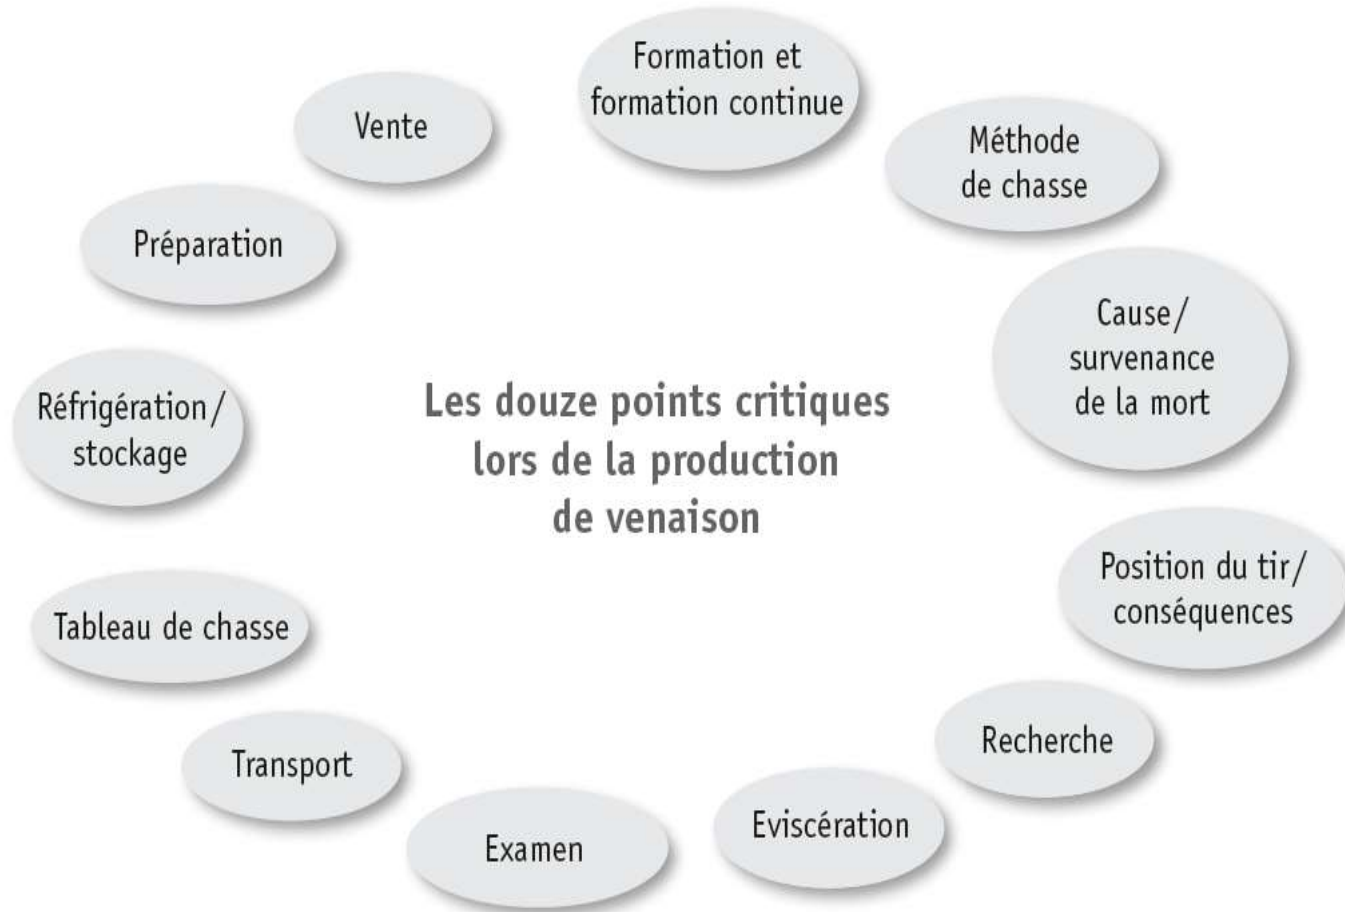 Formation et
formation continue
Méthode
de chasse
Cause/
survenance
de la mort
Position du tir/
conséquences
Recherche
Eviscération
Examen
Transport
Tableau de chasse
Réfrigération/
stockage
Préparation
Vente
Les douze points critiques
lors de la production
de venaison